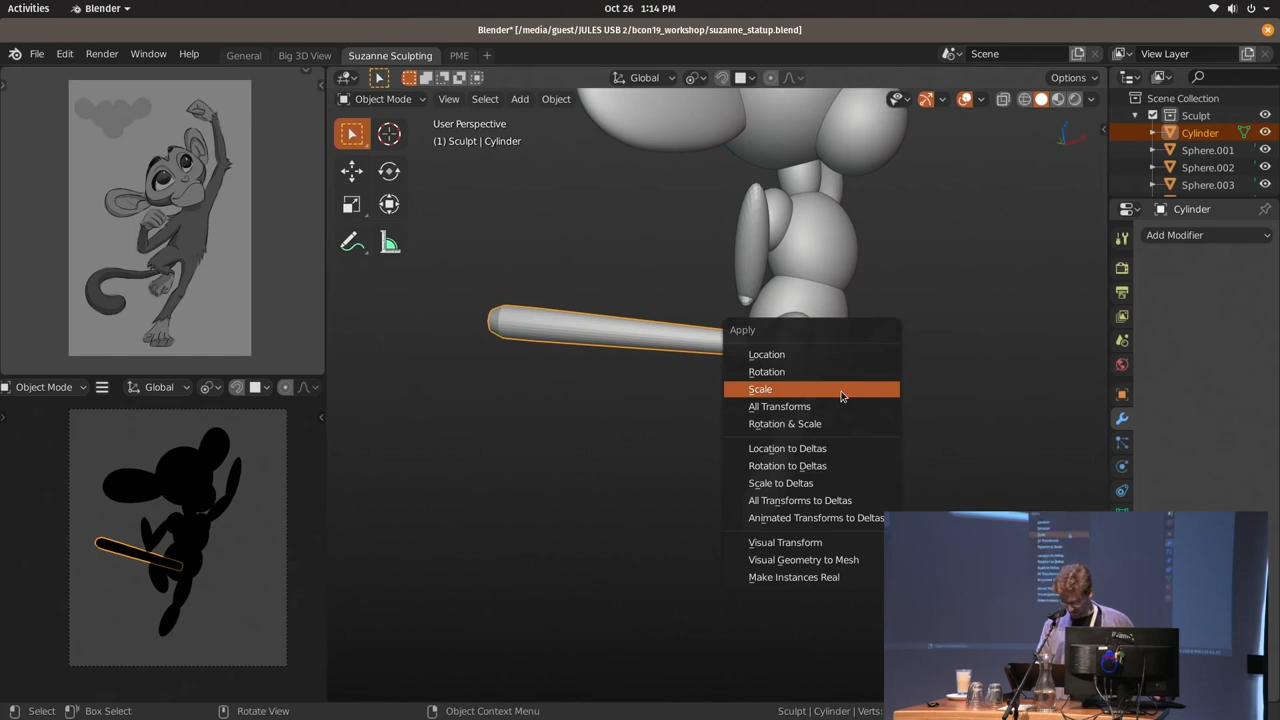 Activities
Blender
Oct 26 1:14 PM
Blender* [/media/guest/JULES USB 2/bcon19_workshop/suzanne_statup.blend]
File Edit Render Window Help
General Big 3D View Suzanne Sculpting PME +
Scene
View Layer
Global
Options
Object Mode View Select Add Object
Scene Collection
Sculpt
Cylinder
Sphere.001
Sphere.002
Sphere.003
User Perspective
(1) Sculpt | Cylinder
Cylinder
Add Modifier
Apply
Location
Rotation
Scale
All Transforms
Rotation & Scale
Location to Deltas
Rotation to Deltas
Scale to Deltas
All Transforms to Deltas
Animated Transforms to Deltas
Visual Transform
Visual Geometry to Mesh
Make Instances Real
Object Mode
Global
Select
Box Select
Rotate View
Object Context Menu
Sculpt | Cylinder | Verts: